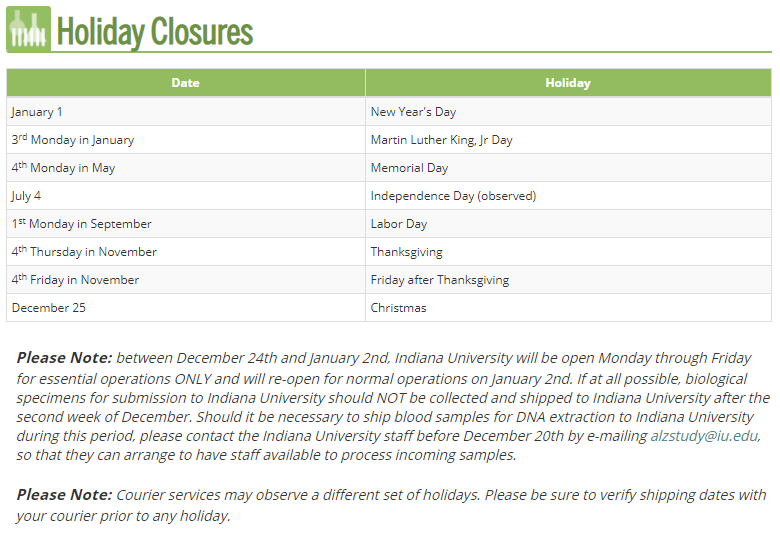 Holiday Closures
Date Holiday
January 1 New Year's Day
3rd Monday in January Martin Luther King, Jr Day
4th Monday in May Memorial Day
July 4 Independence Day (observed)
1st Monday in September Labor Day
4th Thursday in November Thanksgiving
4th Friday in November Friday after Thanksgiving
December 25 Christmas
Please Note: between December 24th and January 2nd, Indiana University will be open Monday through Friday
for essential operations ONLY and will re-open for normal operations on January 2nd. If at all possible, biological
specimens for submission to Indiana University should NOT be collected and shipped to Indiana University after the
second week of December. Should it be necessary to ship blood samples for DNA extraction to Indiana University
during this period, please contact the Indiana University staff before December 20th by e-mailing alzstudy@iu.edu,
so that they can arrange to have staff available to process incoming samples.
Please Note: Courier services may observe a different set of holidays. Please be sure to verify shipping dates with
your courier prior to any holiday.